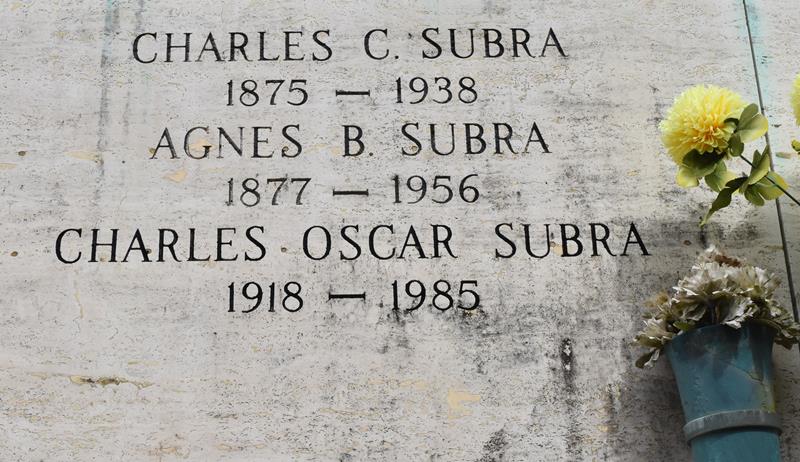 CHARLES C. SUBRA
1875 — 1938
AGNES B. SUBRA
1877 — 1956
CHARLES OSCAR SUBRA
1918 — 1985